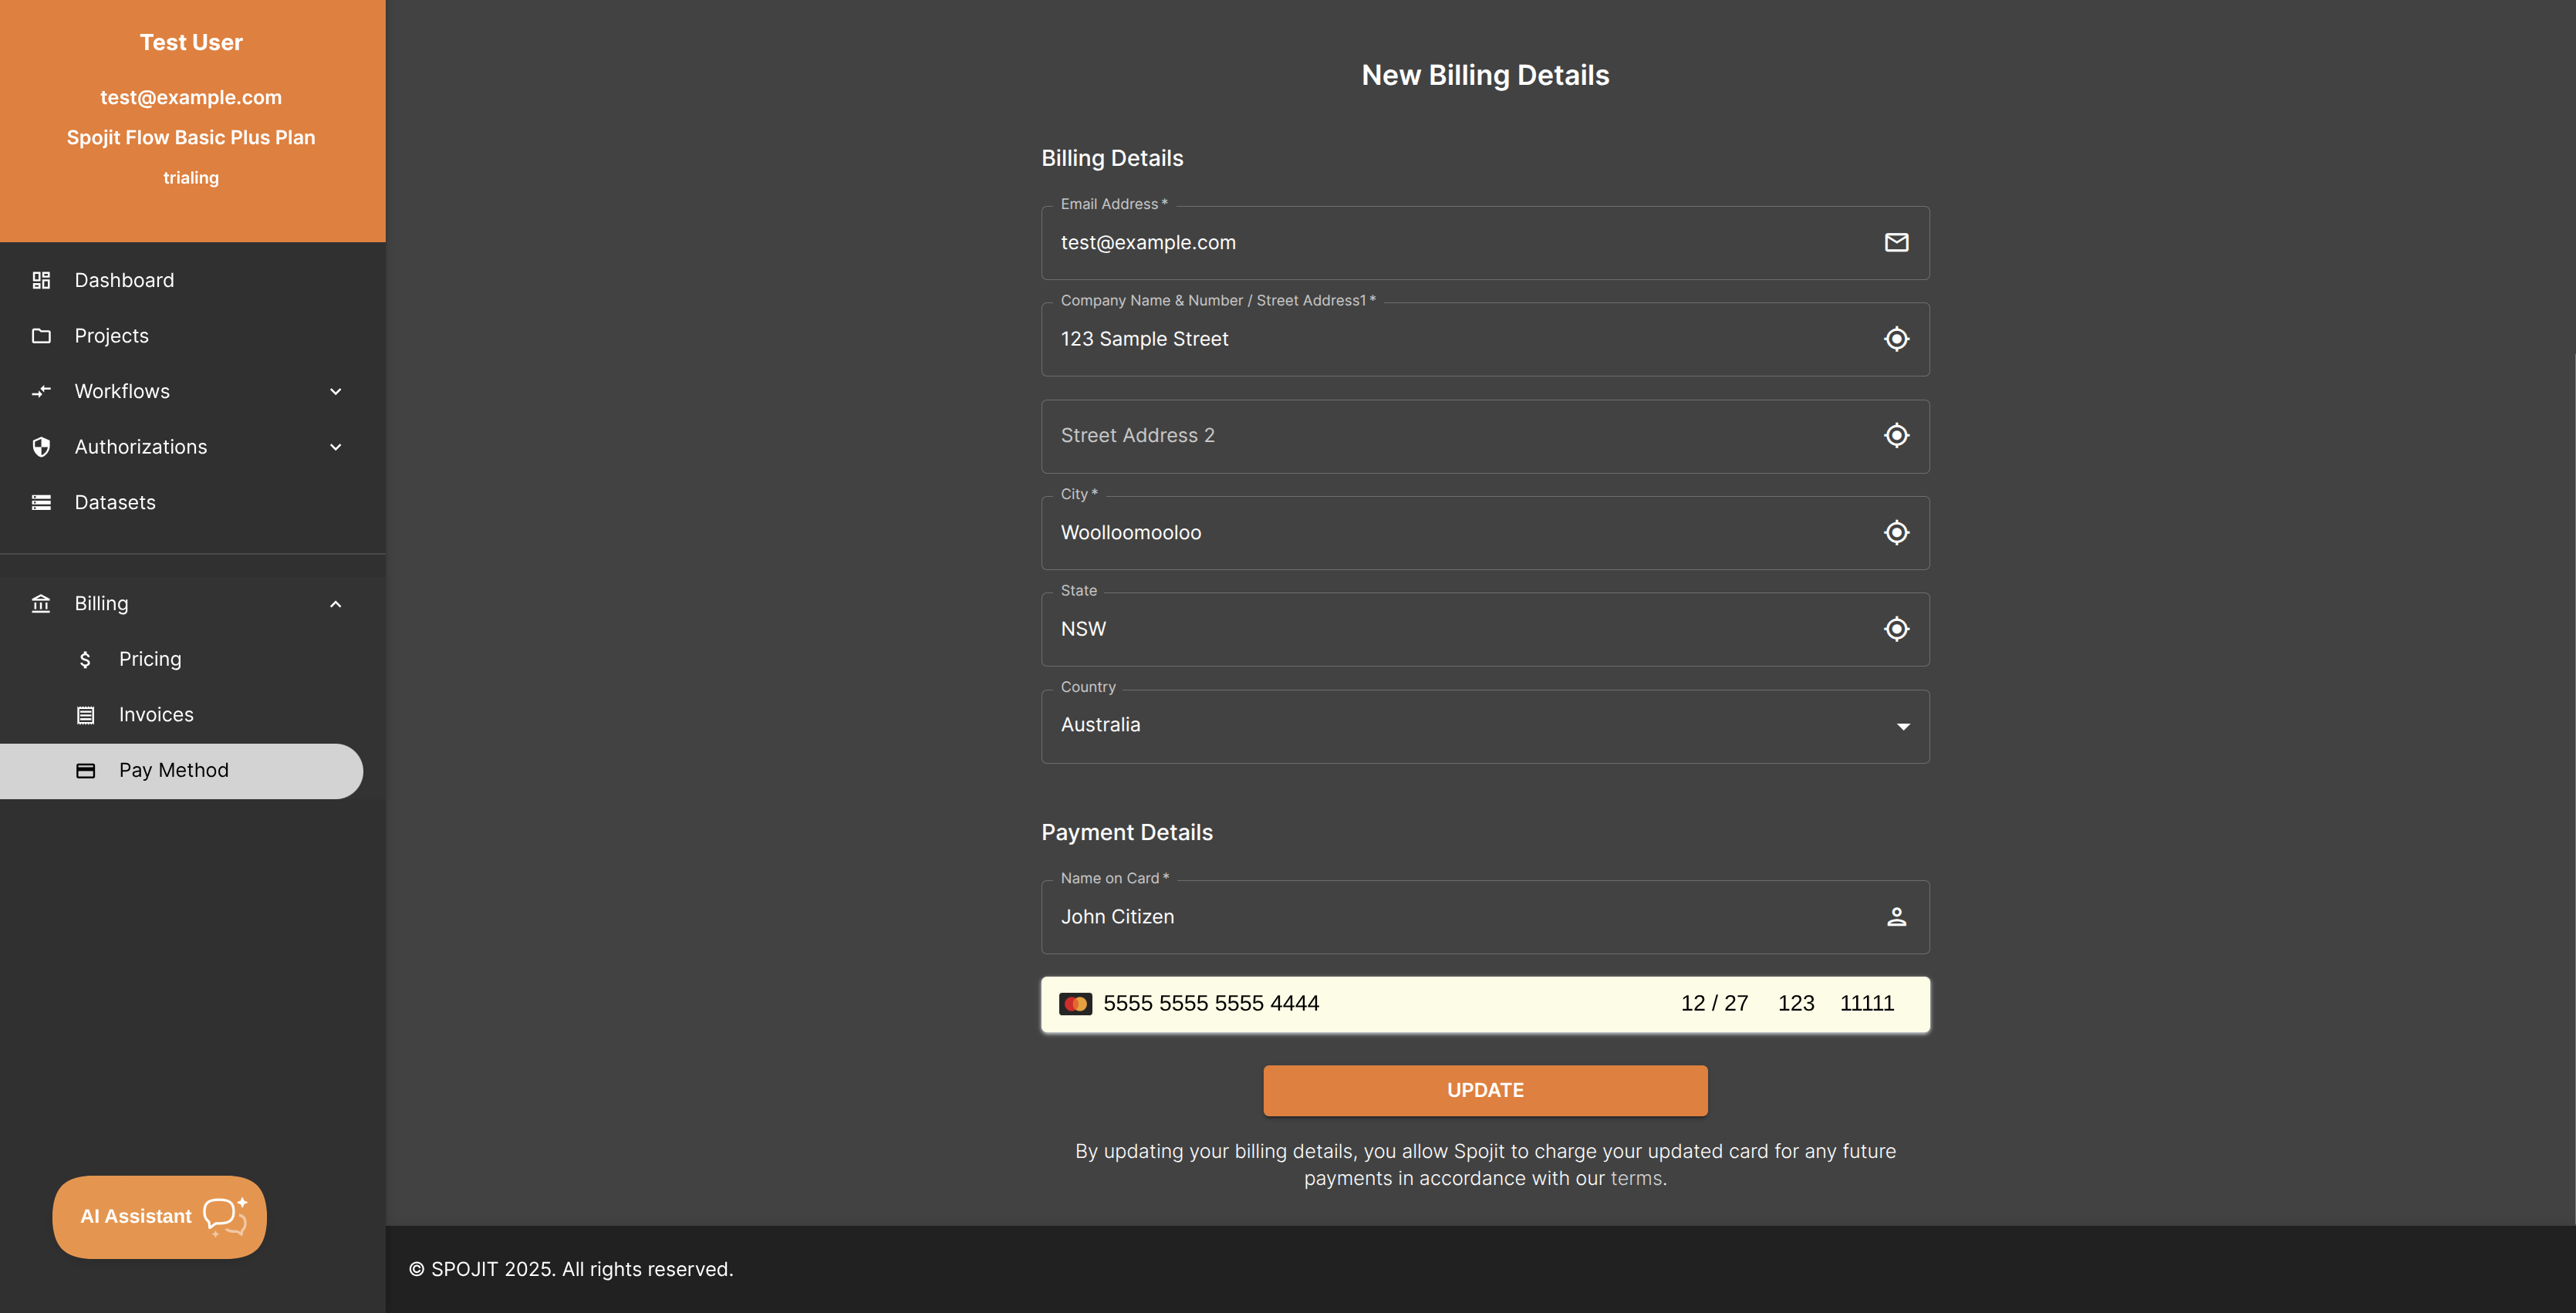 Test User
test@example.com
Spojit Flow Basic Plus Plan
trialing
Dashboard
Projects
Workflows
Authorizations
Datasets
Billing
Pricing
Invoices
Pay Method
AI Assistant
New Billing Details
Billing Details
Email Address *
test@example.com
Company Name & Number / Street Address1 *
123 Sample Street
Street Address 2
City *
Woolloomooloo
State
NSW
Country
Australia
Payment Details
Name on Card *
John Citizen
5555 5555 5555 4444 12 / 27 123 11111
UPDATE
By updating your billing details, you allow Spojit to charge your updated card for any future
payments in accordance with our terms.
© SPOJIT 2025. All rights reserved.